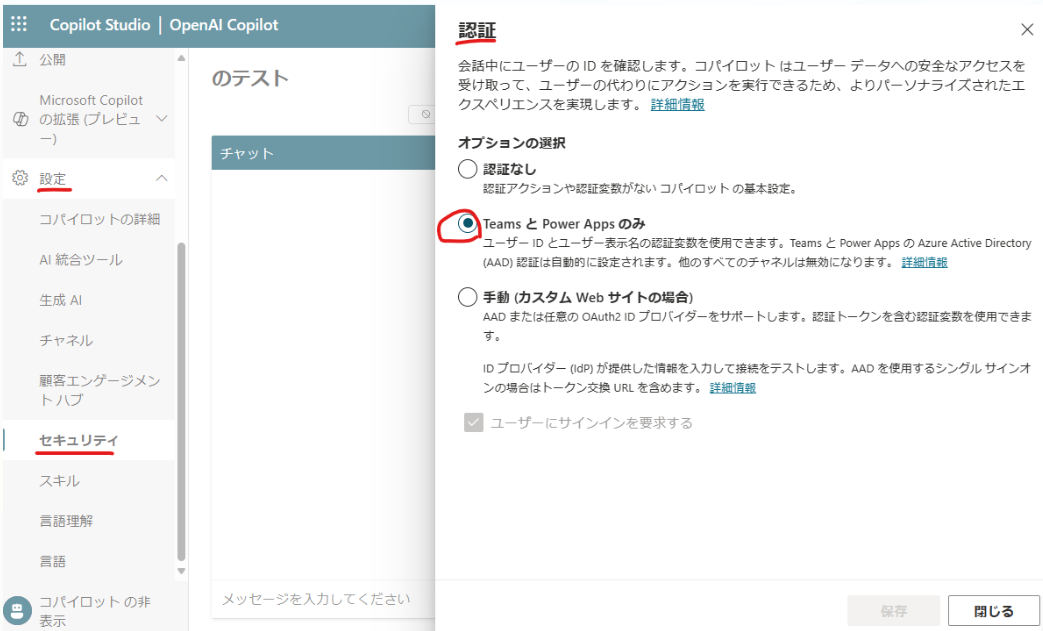 Copilot Studio | OpenAI Copilot
公開
Microsoft Copilot
の拡張 (プレビュ
ー)
設定
コパイロットの詳細
AI 統合ツール
生成 AI
チャネル
顧客エンゲージメン
ト ハブ
セキュリティ
スキル
言語理解
言語
コパイロット の非
表示
のテスト
チャット
メッセージを入力してください
認証
会話中にユーザーの ID を確認します。コパイロット はユーザー データへの安全なアクセスを
受け取って、ユーザーの代わりにアクションを実行できるため、よりパーソナライズされたエ
クスペリエンスを実現します。 詳細情報
オプションの選択
認証なし
認証アクションや認証変数がない コパイロット の基本設定。
Teams と Power Apps のみ
ユーザー ID とユーザー表示名の認証変数を使用できます。Teams と Power Apps の Azure Active Directory
(AAD) 認証は自動的に設定されます。他のすべてのチャネルは無効になります。 詳細情報
手動 (カスタム Web サイトの場合)
AAD または任意の OAuth2 ID プロバイダーをサポートします。認証トークンを含む認証変数を使用できま
す。
ID プロバイダー (IdP) が提供した情報を入力して接続をテストします。AAD を使用するシングル サインオ
ンの場合はトークン交換 URL を含めます。 詳細情報
ユーザーにサインインを要求する
保存
閉じる